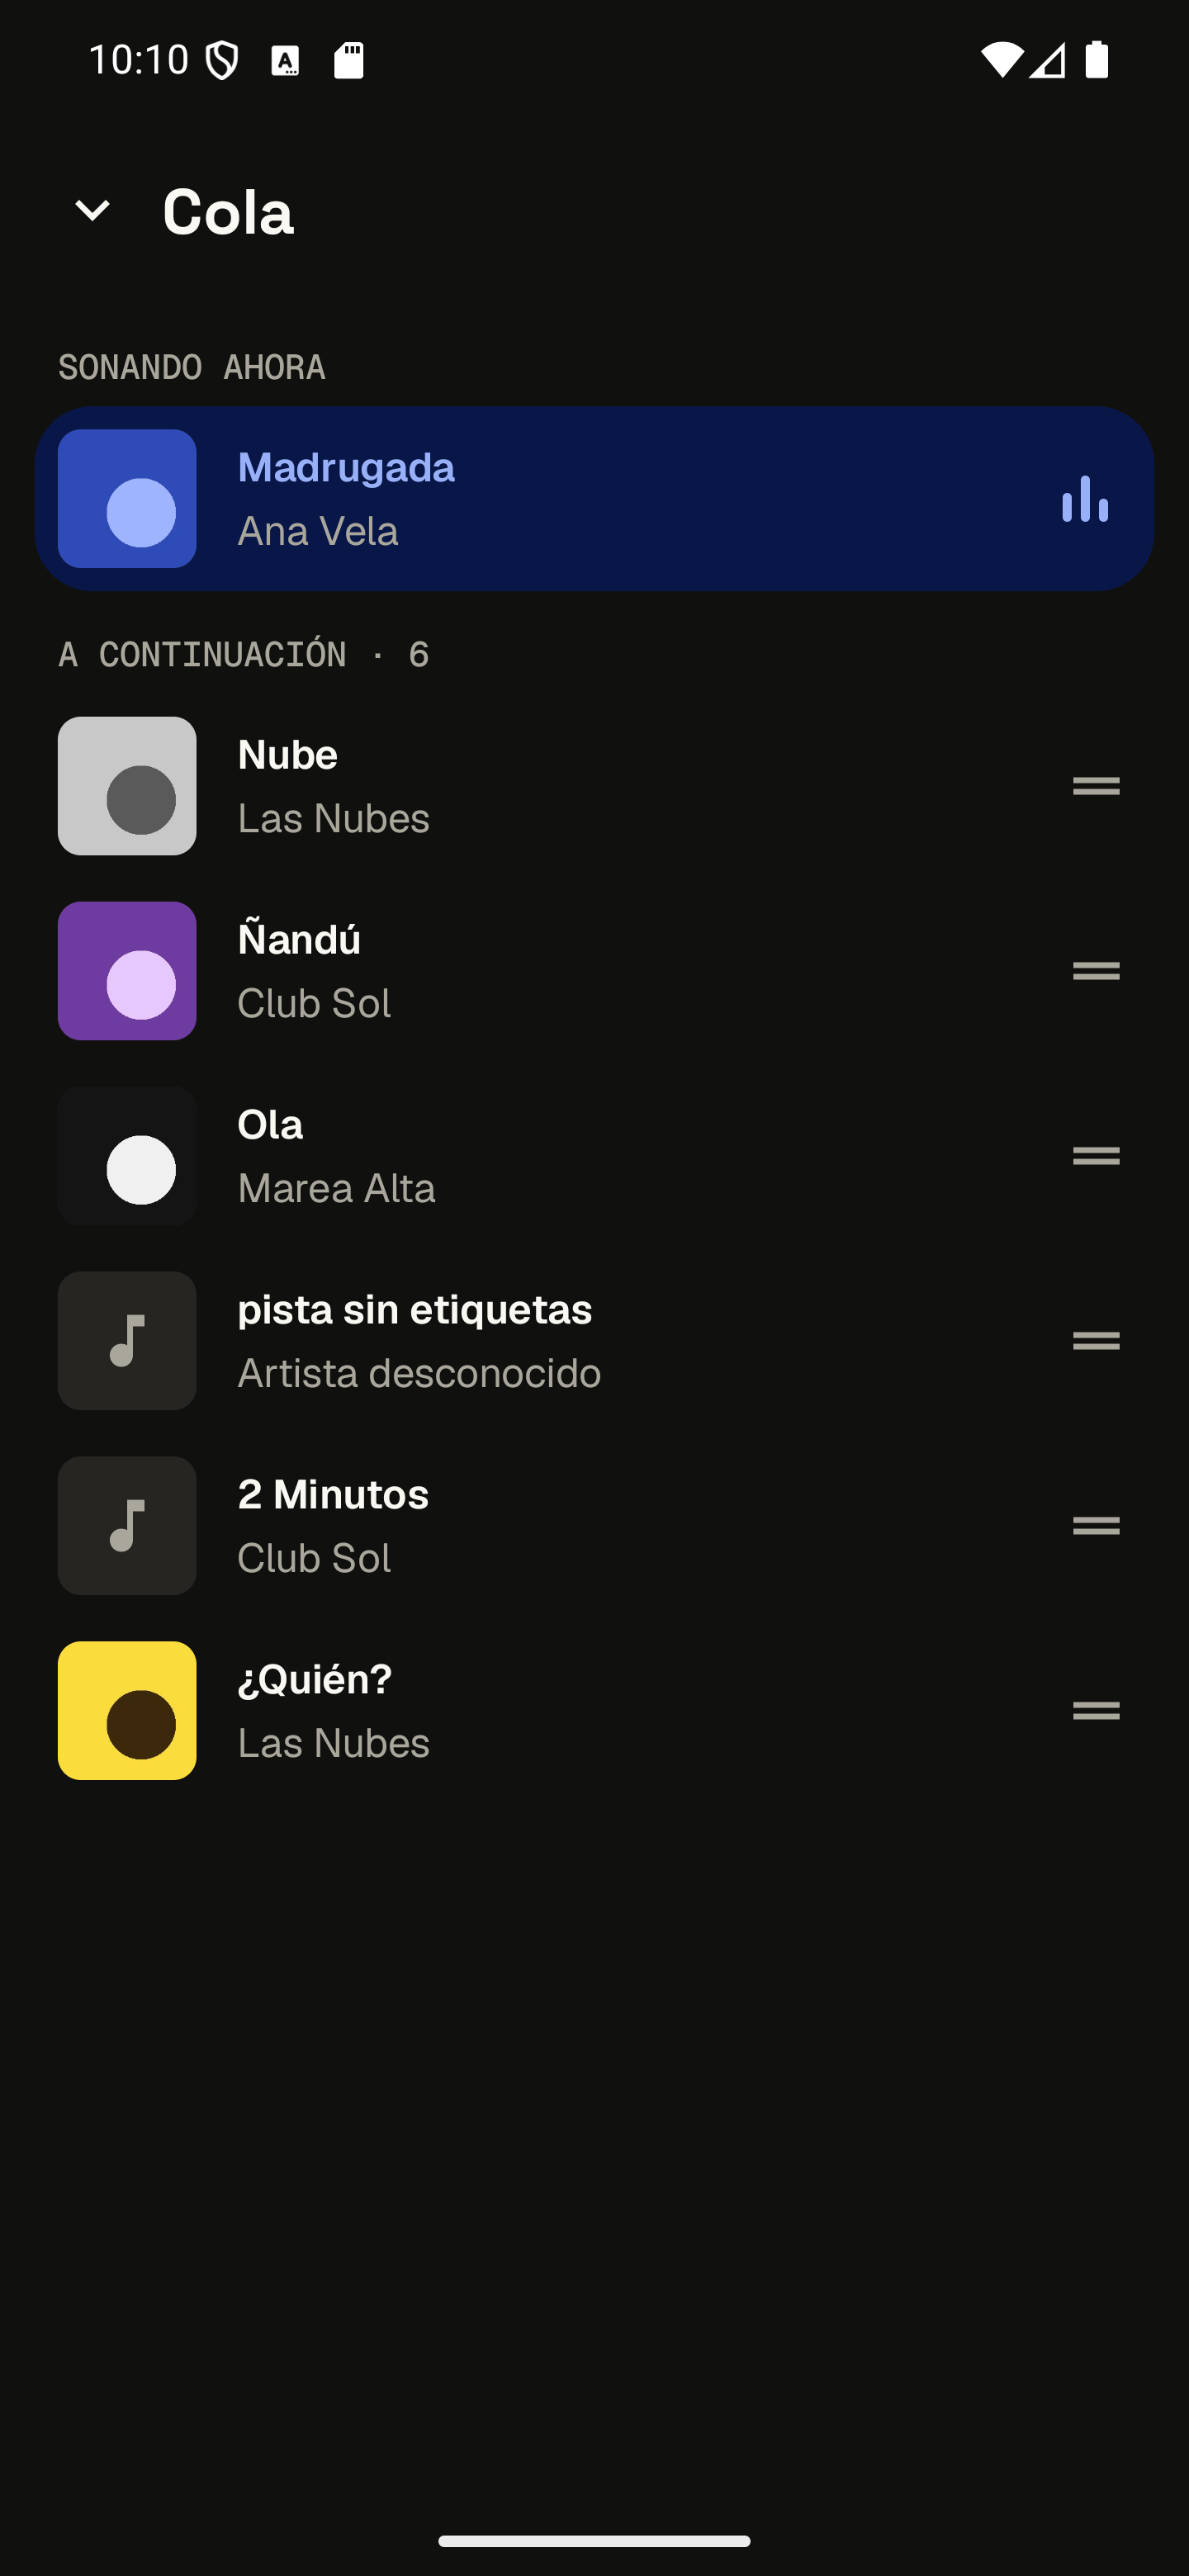 10:10
Cola
SONANDO AHORA
Madrugada
Ana Vela
A CONTINUACIÓN · 6
Nube
Las Nubes
Ñandú
Club Sol
Ola
Marea Alta
pista sin etiquetas
Artista desconocido
2 Minutos
Club Sol
¿Quién?
Las Nubes